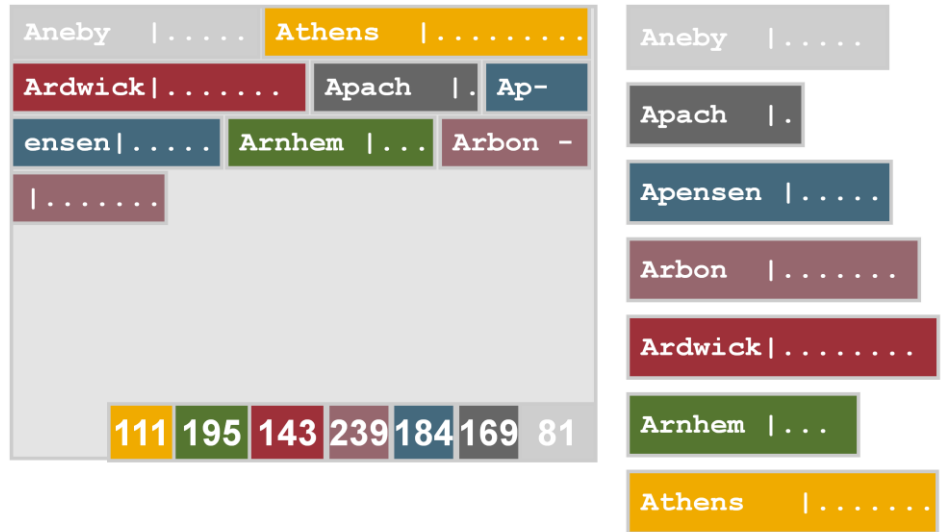 Aneby |..... Athens |.........
Ardwick|....... Apach |. Ap-
ensen|..... Arnhem |... Arbon -
|.......
111 195 143 239 184 169 81
Aneby |.....
Apach |.
Apensen |.....
Arbon |.......
Ardwick|........
Arnhem |...
Athens |.......